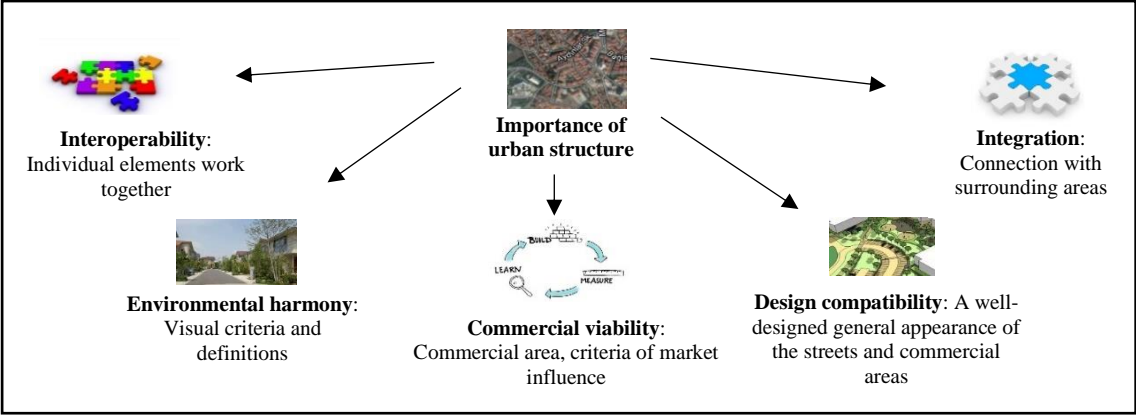 Importance of
urban structure
Interoperability:
Individual elements work
together
Environmental harmony:
Visual criteria and
definitions
BUILD
MEASURE
LEARN
Commercial viability:
Commercial area, criteria of market
influence
Design compatibility: A well-
designed general appearance of
the streets and commercial
areas
Integration:
Connection with
surrounding areas